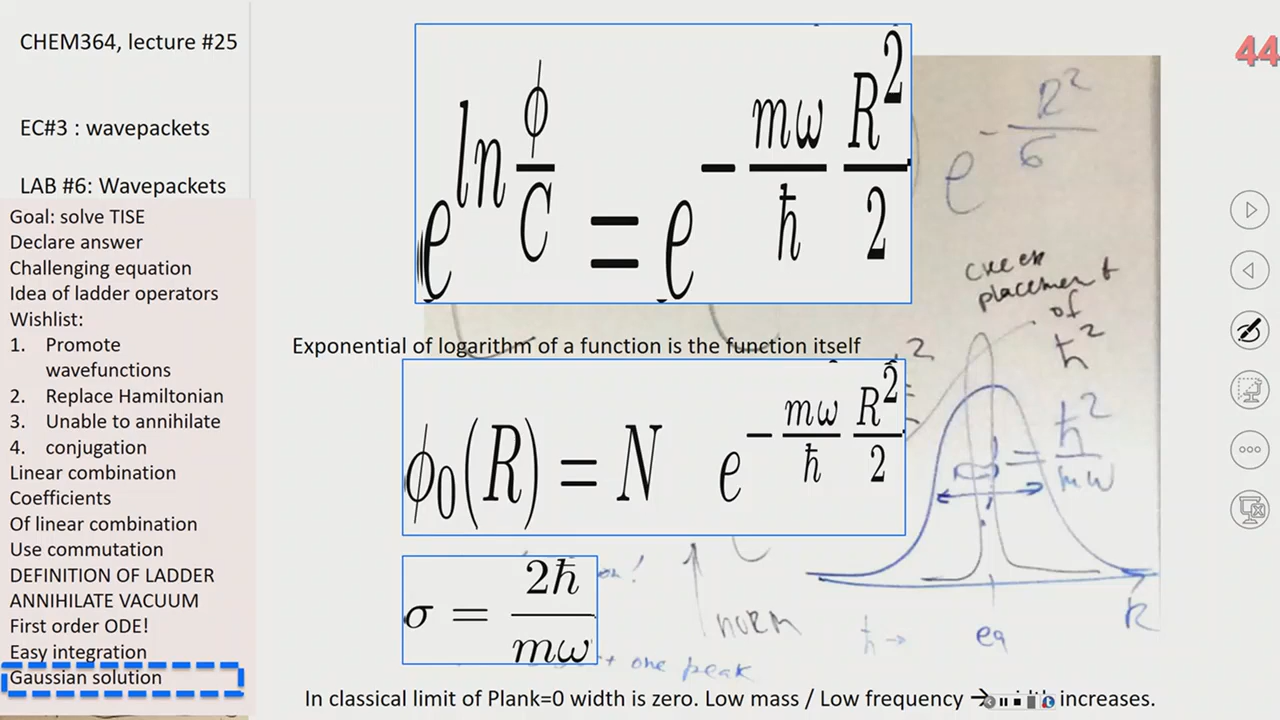 CHEM364, lecture #25
44
EC#3 : wavepackets
LAB #6: Wavepackets
Goal: solve TISE
Declare answer
Challenging equation
Idea of ladder operators
Wishlist:
1. Promote
wavefunctions
2. Replace Hamiltonian
3. Unable to annihilate
4. conjugation
Linear combination
Coefficients
Of linear combination
Use commutation
DEFINITION OF LADDER
ANNIHILATE VACUUM
First order ODE!
Easy integration
Gaussian solution
e^{ln ϕ/C} = e^{− mω/ħ R²/2}
Exponential of logarithm of a function is the function itself
ϕ₀(R) = N e^{− mω/ħ R²/2}
σ = 2ħ/mω
e^{− R²/σ}
check
placement
of
ħ²
= ħ²/mω
norm
ħ →
eq
R
one peak
In classical limit of Plank=0 width is zero. Low mass / Low frequency → increases.